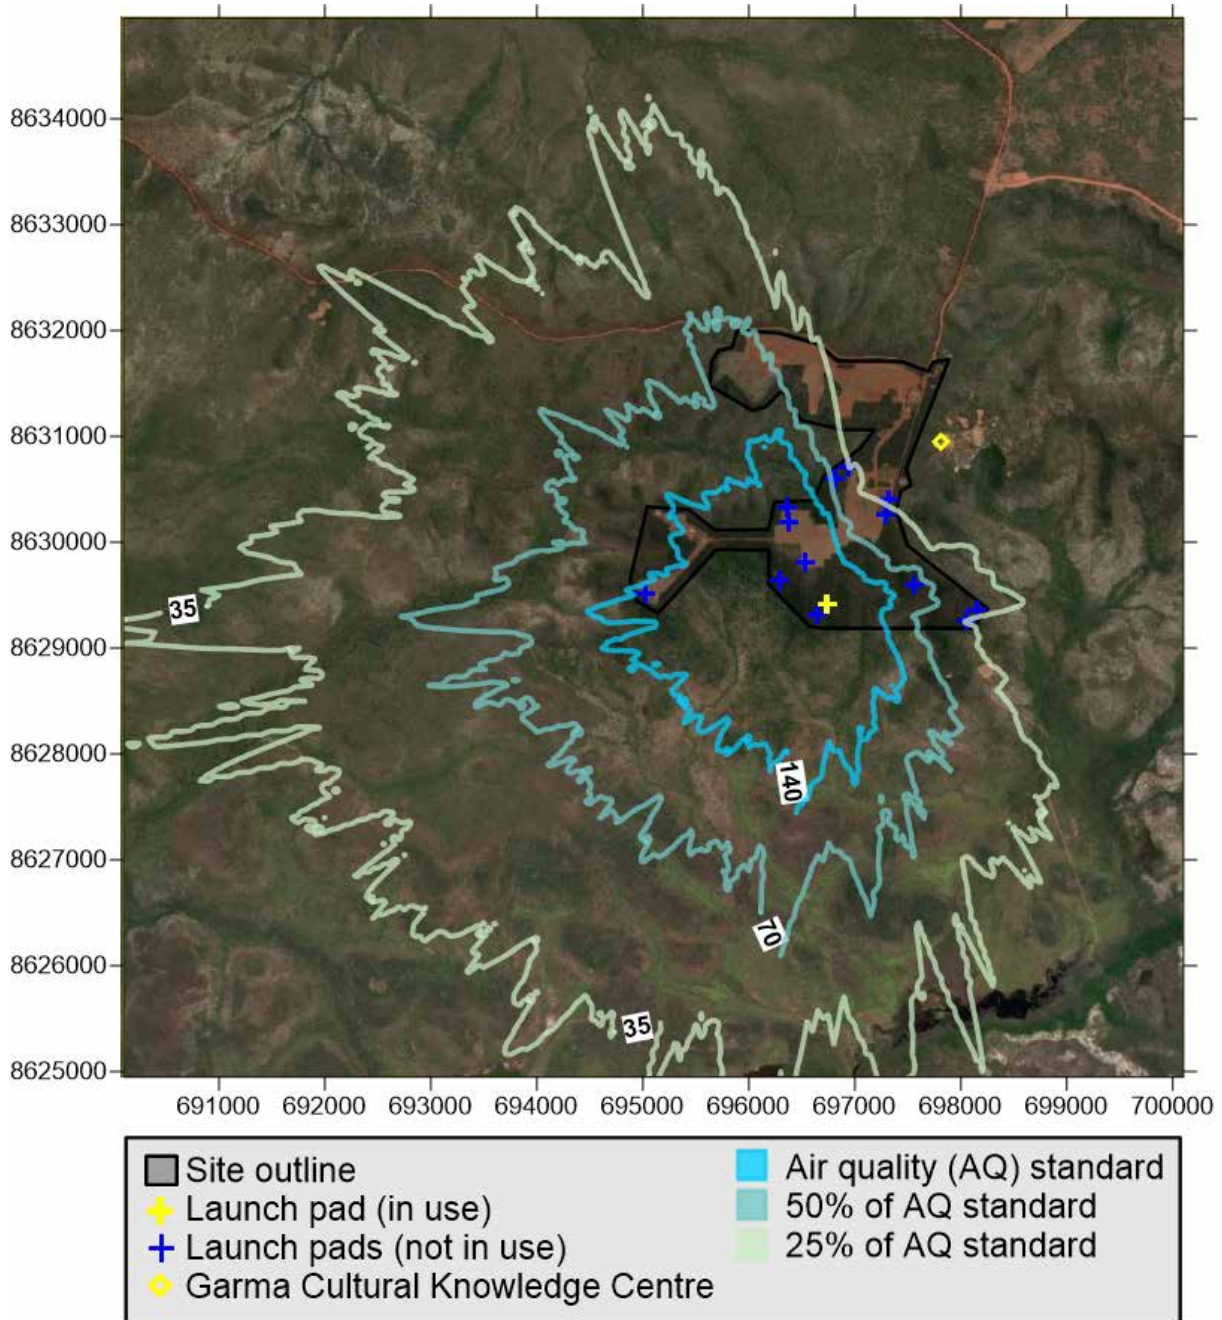 8634000
8633000
8632000
8631000
8630000
35
8629000
8628000
140
8627000
70
8626000
35
8625000
691000 692000 693000 694000 695000 696000 697000 698000 699000 700000
Site outline
Launch pad (in use)
Launch pads (not in use)
Garma Cultural Knowledge Centre
Air quality (AQ) standard
50% of AQ standard
25% of AQ standard